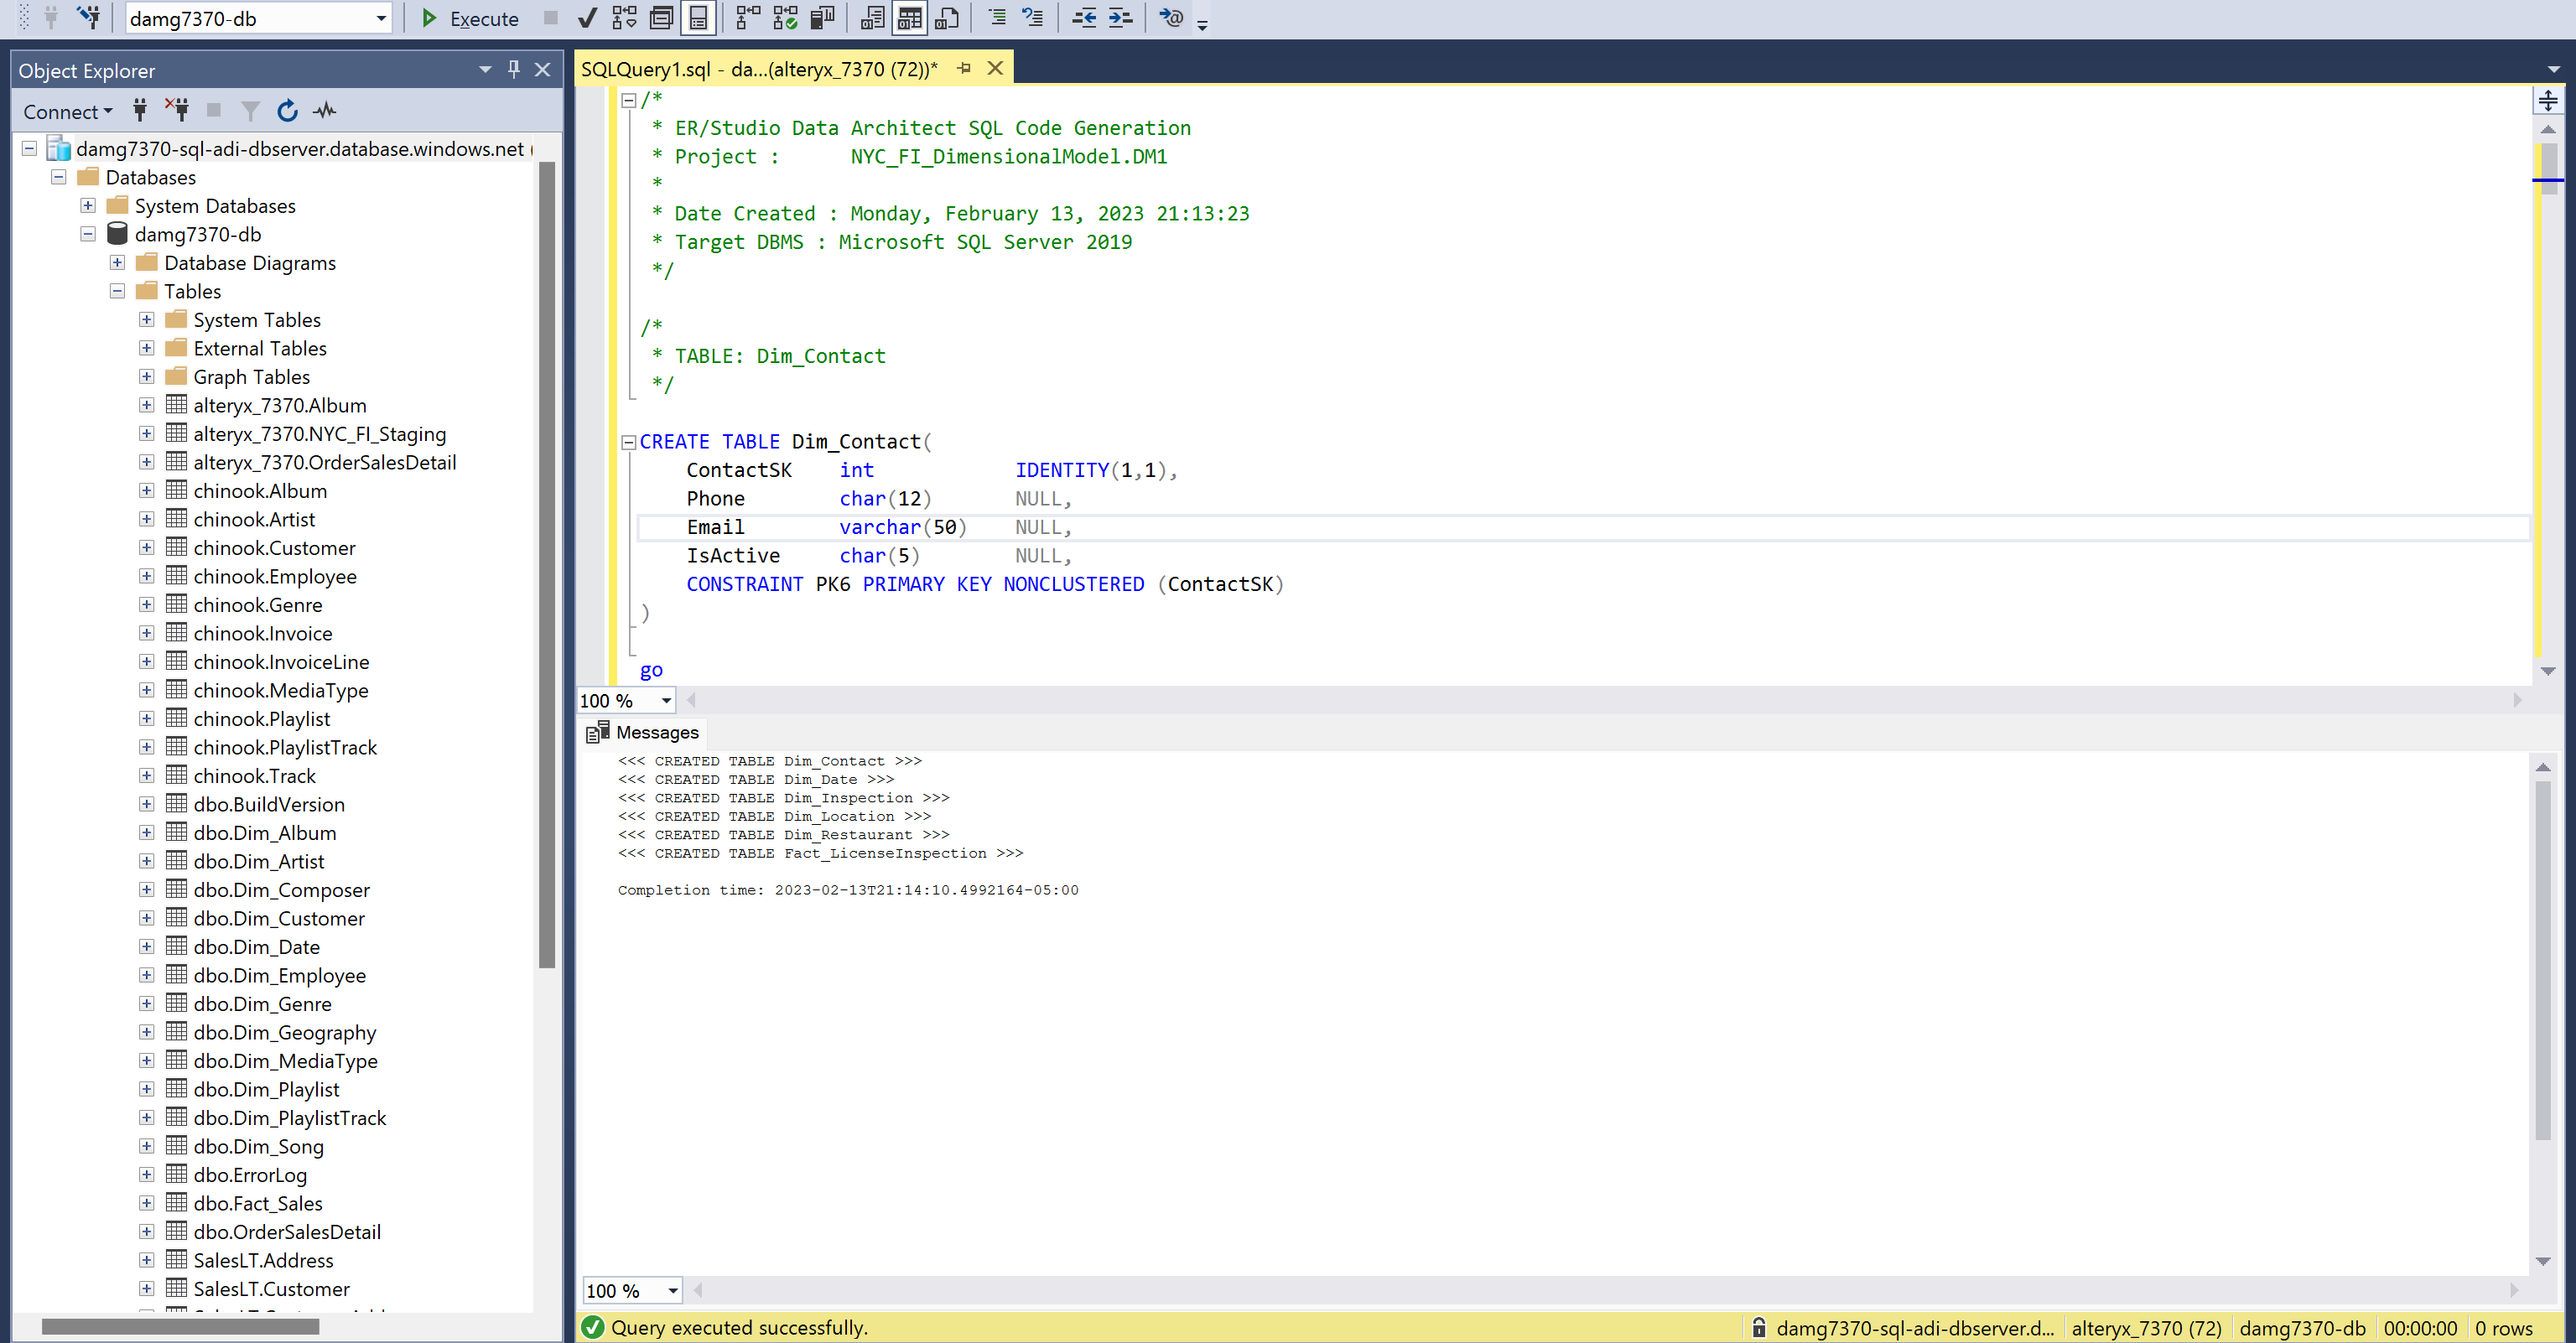 damg7370-db
Execute
Object Explorer
Connect
damg7370-sql-adi-dbserver.database.windows.net (
Databases
System Databases
damg7370-db
Database Diagrams
Tables
System Tables
External Tables
Graph Tables
alteryx_7370.Album
alteryx_7370.NYC_FI_Staging
alteryx_7370.OrderSalesDetail
chinook.Album
chinook.Artist
chinook.Customer
chinook.Employee
chinook.Genre
chinook.Invoice
chinook.InvoiceLine
chinook.MediaType
chinook.Playlist
chinook.PlaylistTrack
chinook.Track
dbo.BuildVersion
dbo.Dim_Album
dbo.Dim_Artist
dbo.Dim_Composer
dbo.Dim_Customer
dbo.Dim_Date
dbo.Dim_Employee
dbo.Dim_Genre
dbo.Dim_Geography
dbo.Dim_MediaType
dbo.Dim_Playlist
dbo.Dim_PlaylistTrack
dbo.Dim_Song
dbo.ErrorLog
dbo.Fact_Sales
dbo.OrderSalesDetail
SalesLT.Address
SalesLT.Customer
SQLQuery1.sql - da...(alteryx_7370 (72))*
/*
* ER/Studio Data Architect SQL Code Generation
* Project :      NYC_FI_DimensionalModel.DM1
*
* Date Created : Monday, February 13, 2023 21:13:23
* Target DBMS : Microsoft SQL Server 2019
*/
/*
* TABLE: Dim_Contact
*/
CREATE TABLE Dim_Contact(
ContactSK    int            IDENTITY(1,1),
Phone        char(12)       NULL,
Email        varchar(50)    NULL,
IsActive     char(5)        NULL,
CONSTRAINT PK6 PRIMARY KEY NONCLUSTERED (ContactSK)
)
go
100 %
Messages
<<< CREATED TABLE Dim_Contact >>>
<<< CREATED TABLE Dim_Date >>>
<<< CREATED TABLE Dim_Inspection >>>
<<< CREATED TABLE Dim_Location >>>
<<< CREATED TABLE Dim_Restaurant >>>
<<< CREATED TABLE Fact_LicenseInspection >>>
Completion time: 2023-02-13T21:14:10.4992164-05:00
100 %
Query executed successfully.
damg7370-sql-adi-dbserver.d... alteryx_7370 (72) damg7370-db 00:00:00 0 rows